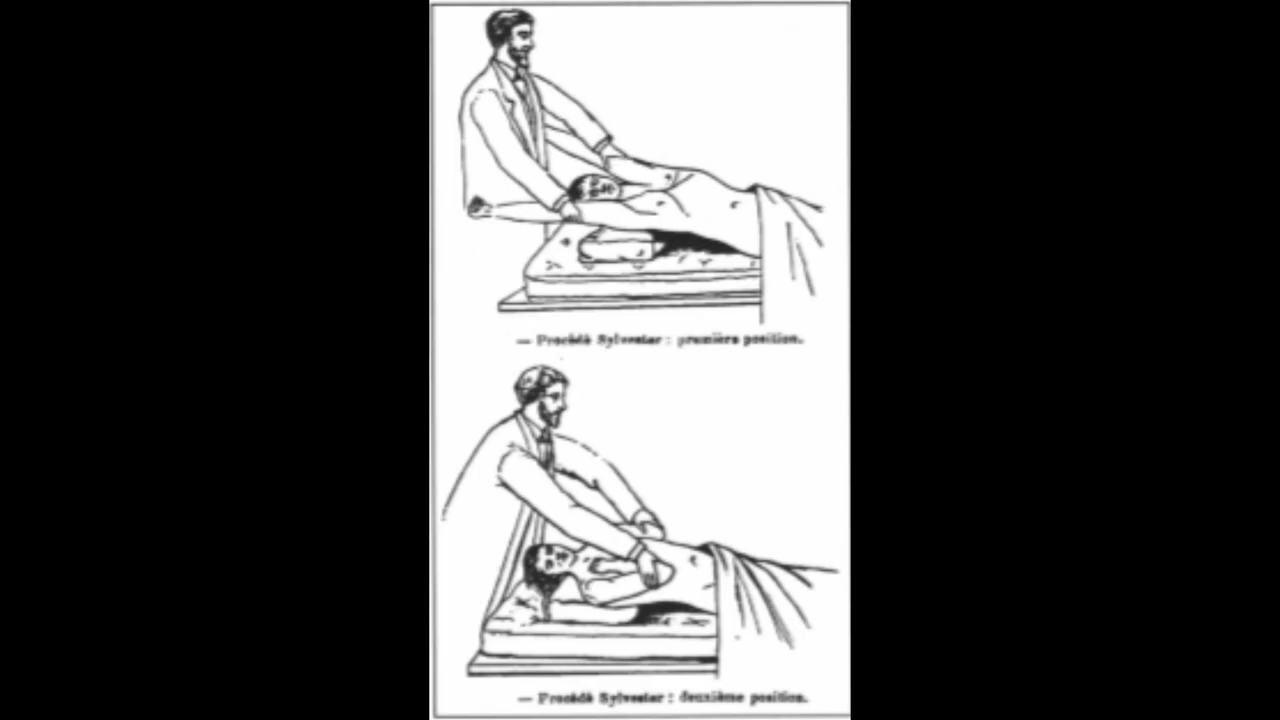 — Procédé Sylvester : première position.
— Procédé Sylvester : deuxième position.